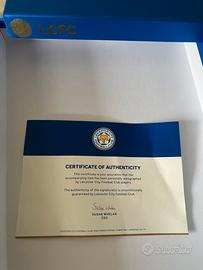 LCFC
CERTIFICATE OF AUTHENTICITY
This certificate is your assurance that the
accompanying item has been personally autographed
by Leicester City Football Club players.
The authenticity of the signature(s) is unconditionally
guaranteed by Leicester City Football Club.
SUSAN WHELAN
CEO